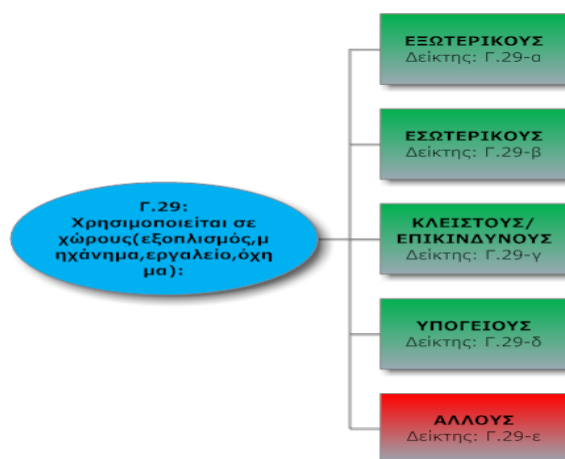 Γ.29:
Χρησιμοποιείται σε
χώρους(εξοπλισμός,μ
ηχάνημα,εργαλείο,όχη
μα):
ΕΞΩΤΕΡΙΚΟΥΣ
Δείκτης: Γ.29-α
ΕΣΩΤΕΡΙΚΟΥΣ
Δείκτης: Γ.29-β
ΚΛΕΙΣΤΟΥΣ/
ΕΠΙΚΙΝΔΥΝΟΥΣ
Δείκτης: Γ.29-γ
ΥΠΟΓΕΙΟΥΣ
Δείκτης: Γ.29-δ
ΑΛΛΟΥΣ
Δείκτης: Γ.29-ε